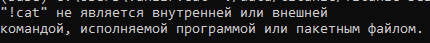 "!cat" не является внутренней или внешней
командой, исполняемой программой или пакетным файлом.